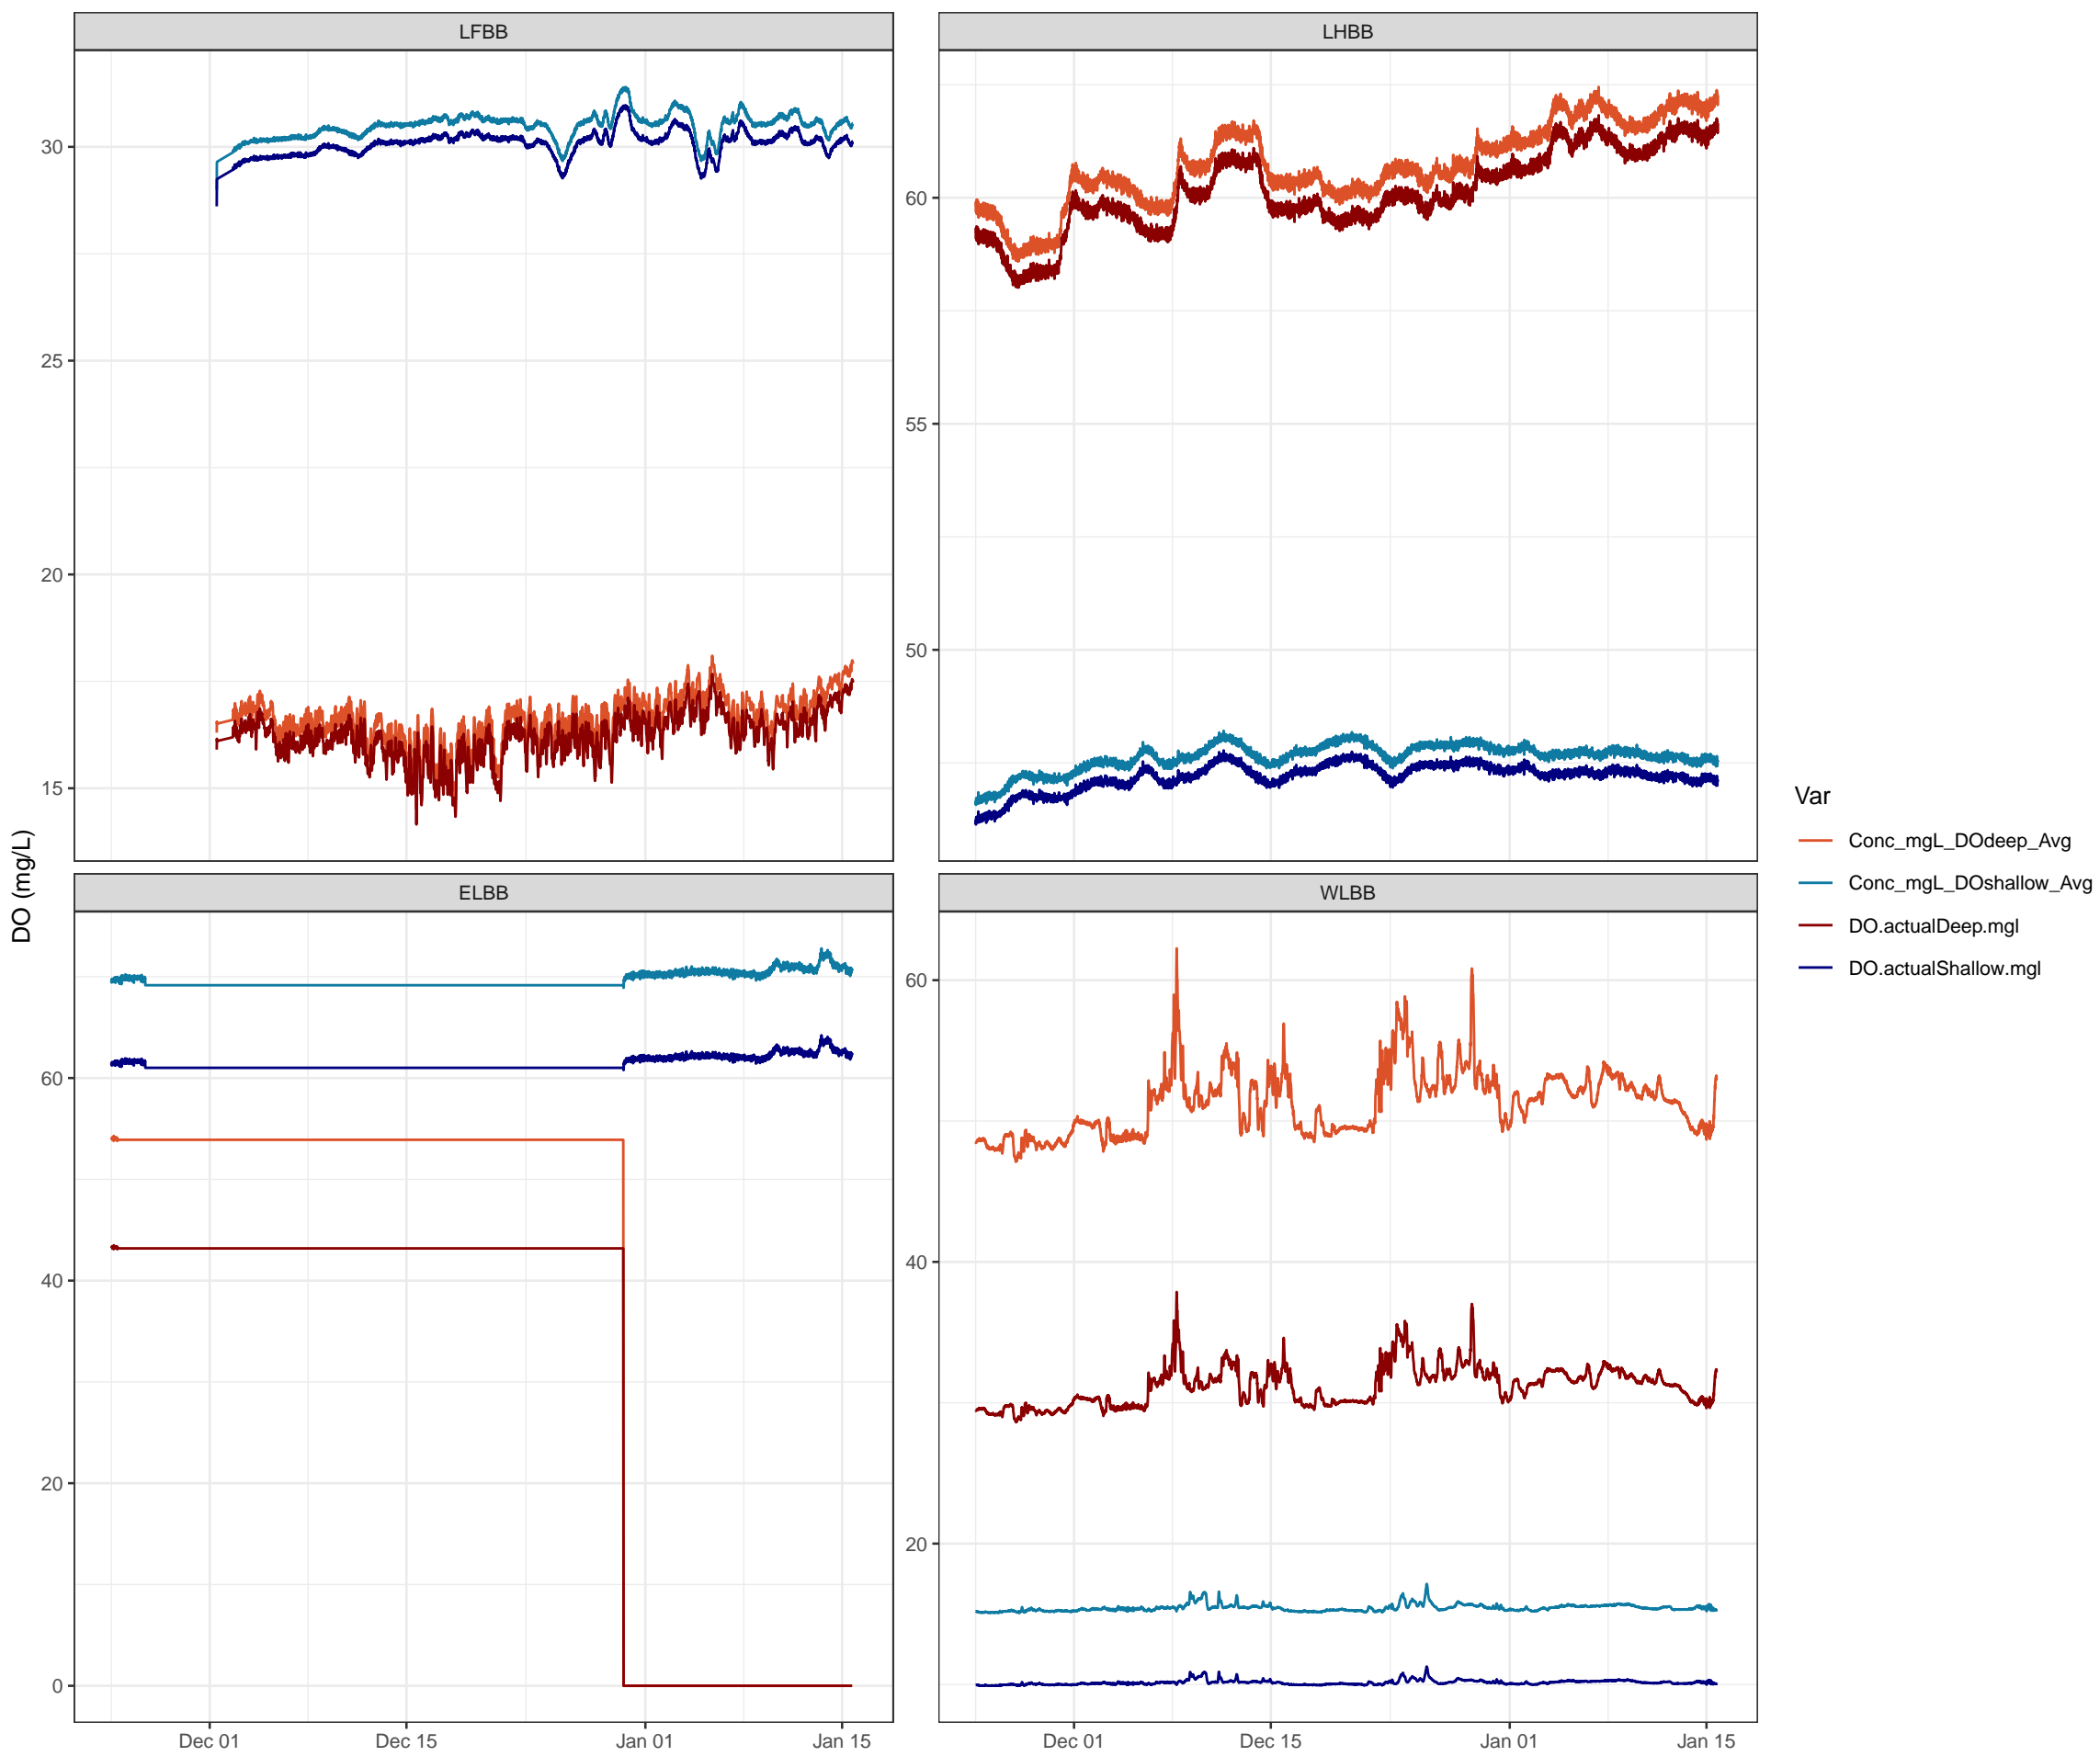 LFBB
LHBB
30
25
20
15
60
55
50
DO (mg/L)
ELBB
WLBB
60
40
20
0
60
40
20
Dec 01
Dec 15
Jan 01
Jan 15
Dec 01
Dec 15
Jan 01
Jan 15
Var
Conc_mgL_DOdeep_Avg
Conc_mgL_DOshallow_Avg
DO.actualDeep.mgl
DO.actualShallow.mgl